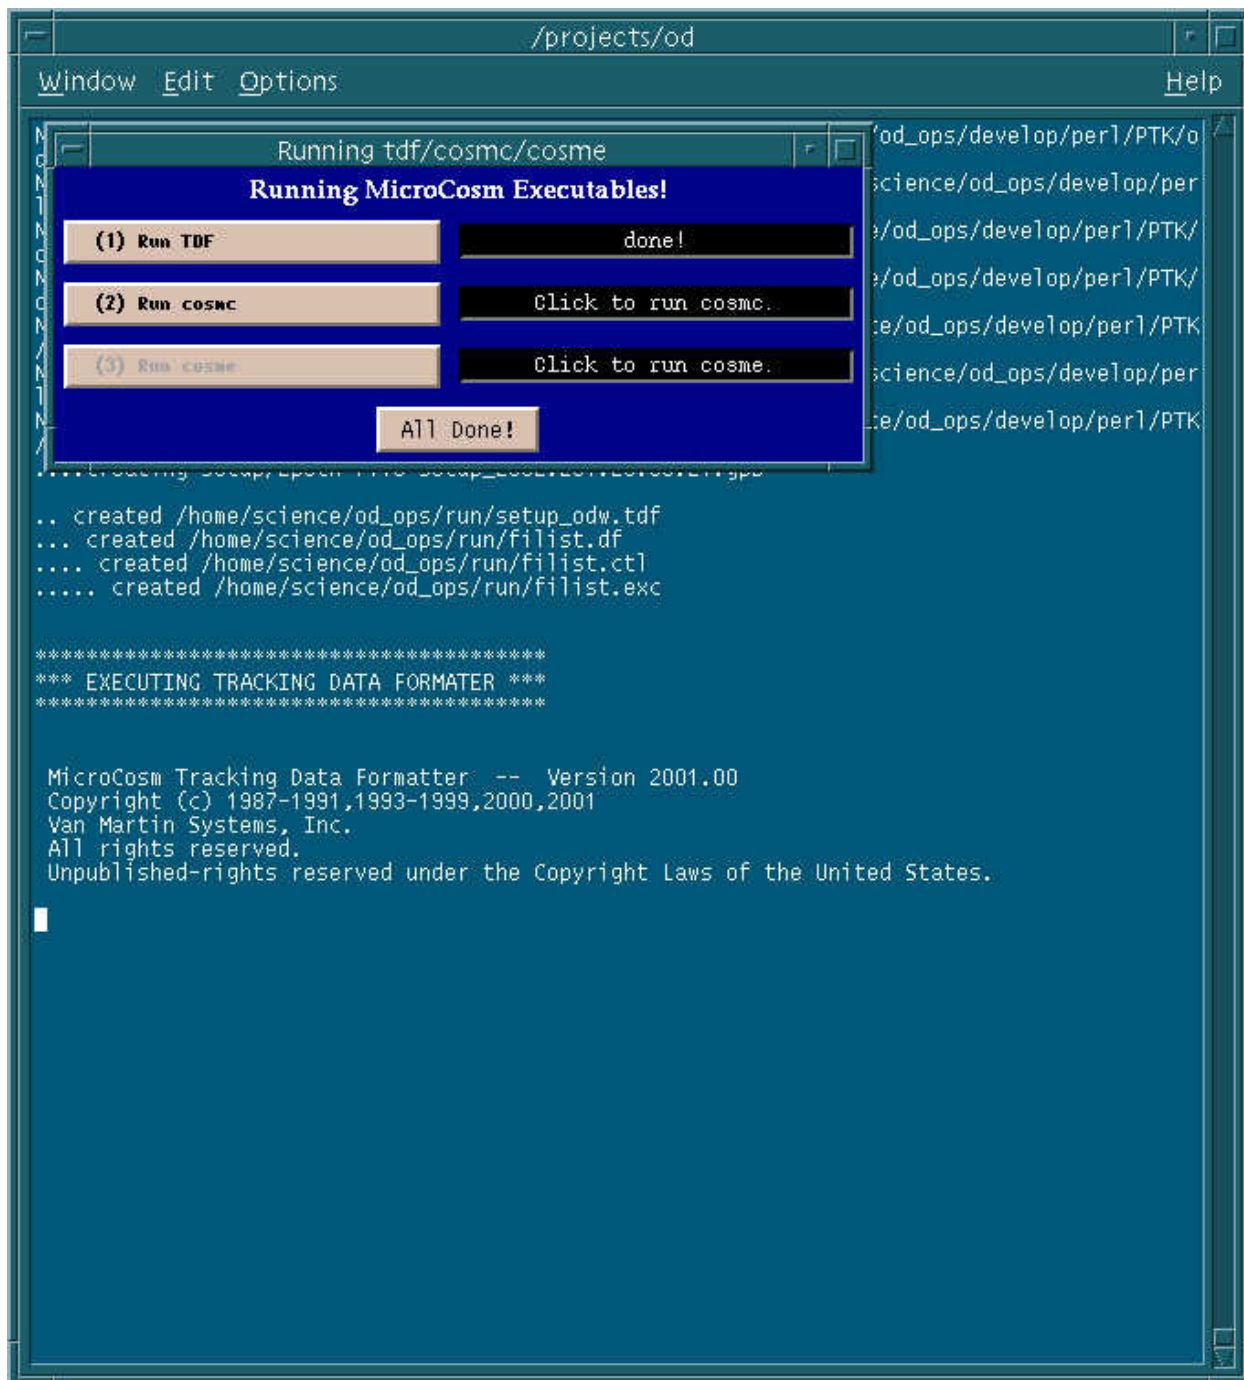 /projects/od
Window Edit Options Help
/od_ops/develop/perl/PTK/o
Running tdf/cosmc/cosme
Running MicroCosm Executables!
science/od_ops/develop/per
(1) Run TDF done!
e/od_ops/develop/perl/PTK/
e/od_ops/develop/perl/PTK/
(2) Run cosmc Click to run cosmc.
ce/od_ops/develop/perl/PTK
(3) Run cosme Click to run cosme.
science/od_ops/develop/per
ce/od_ops/develop/perl/PTK
All Done!
.. created /home/science/od_ops/run/setup_odw.tdf
... created /home/science/od_ops/run/filist.df
.... created /home/science/od_ops/run/filist.ctl
..... created /home/science/od_ops/run/filist.exc
****************************************
*** EXECUTING TRACKING DATA FORMATER ***
****************************************
MicroCosm Tracking Data Formatter -- Version 2001.00
Copyright (c) 1987-1991,1993-1999,2000,2001
Van Martin Systems, Inc.
All rights reserved.
Unpublished-rights reserved under the Copyright Laws of the United States.